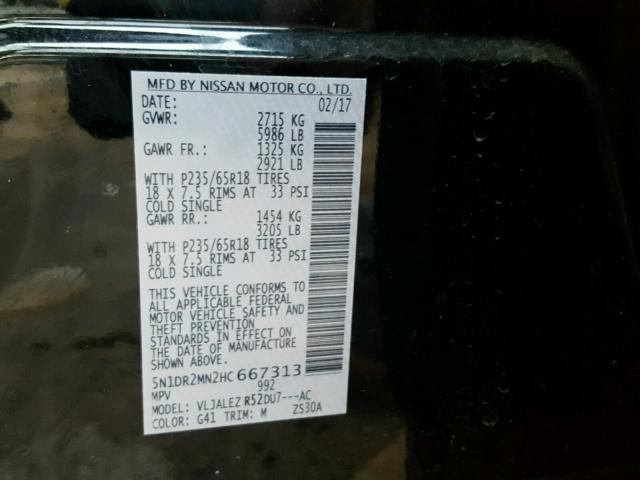 MFD BY NISSAN MOTOR CO., LTD.
DATE: 02/17
GVWR: 2715 KG
5986 LB
GAWR FR.: 1325 KG
2921 LB
WITH P235/65R18 TIRES
18 X 7.5 RIMS AT 33 PSI
COLD SINGLE
GAWR RR.: 1454 KG
3205 LB
WITH P235/65R18 TIRES
18 X 7.5 RIMS AT 33 PSI
COLD SINGLE
THIS VEHICLE CONFORMS TO
ALL APPLICABLE FEDERAL
MOTOR VEHICLE SAFETY AND
THEFT PREVENTION
STANDARDS IN EFFECT ON
THE DATE OF MANUFACTURE
SHOWN ABOVE
5N1DR2MN2HC667313
MPV 992
MODEL: VLJALEZ R52DU7---AC
COLOR: G41 TRIM: M ZS30A